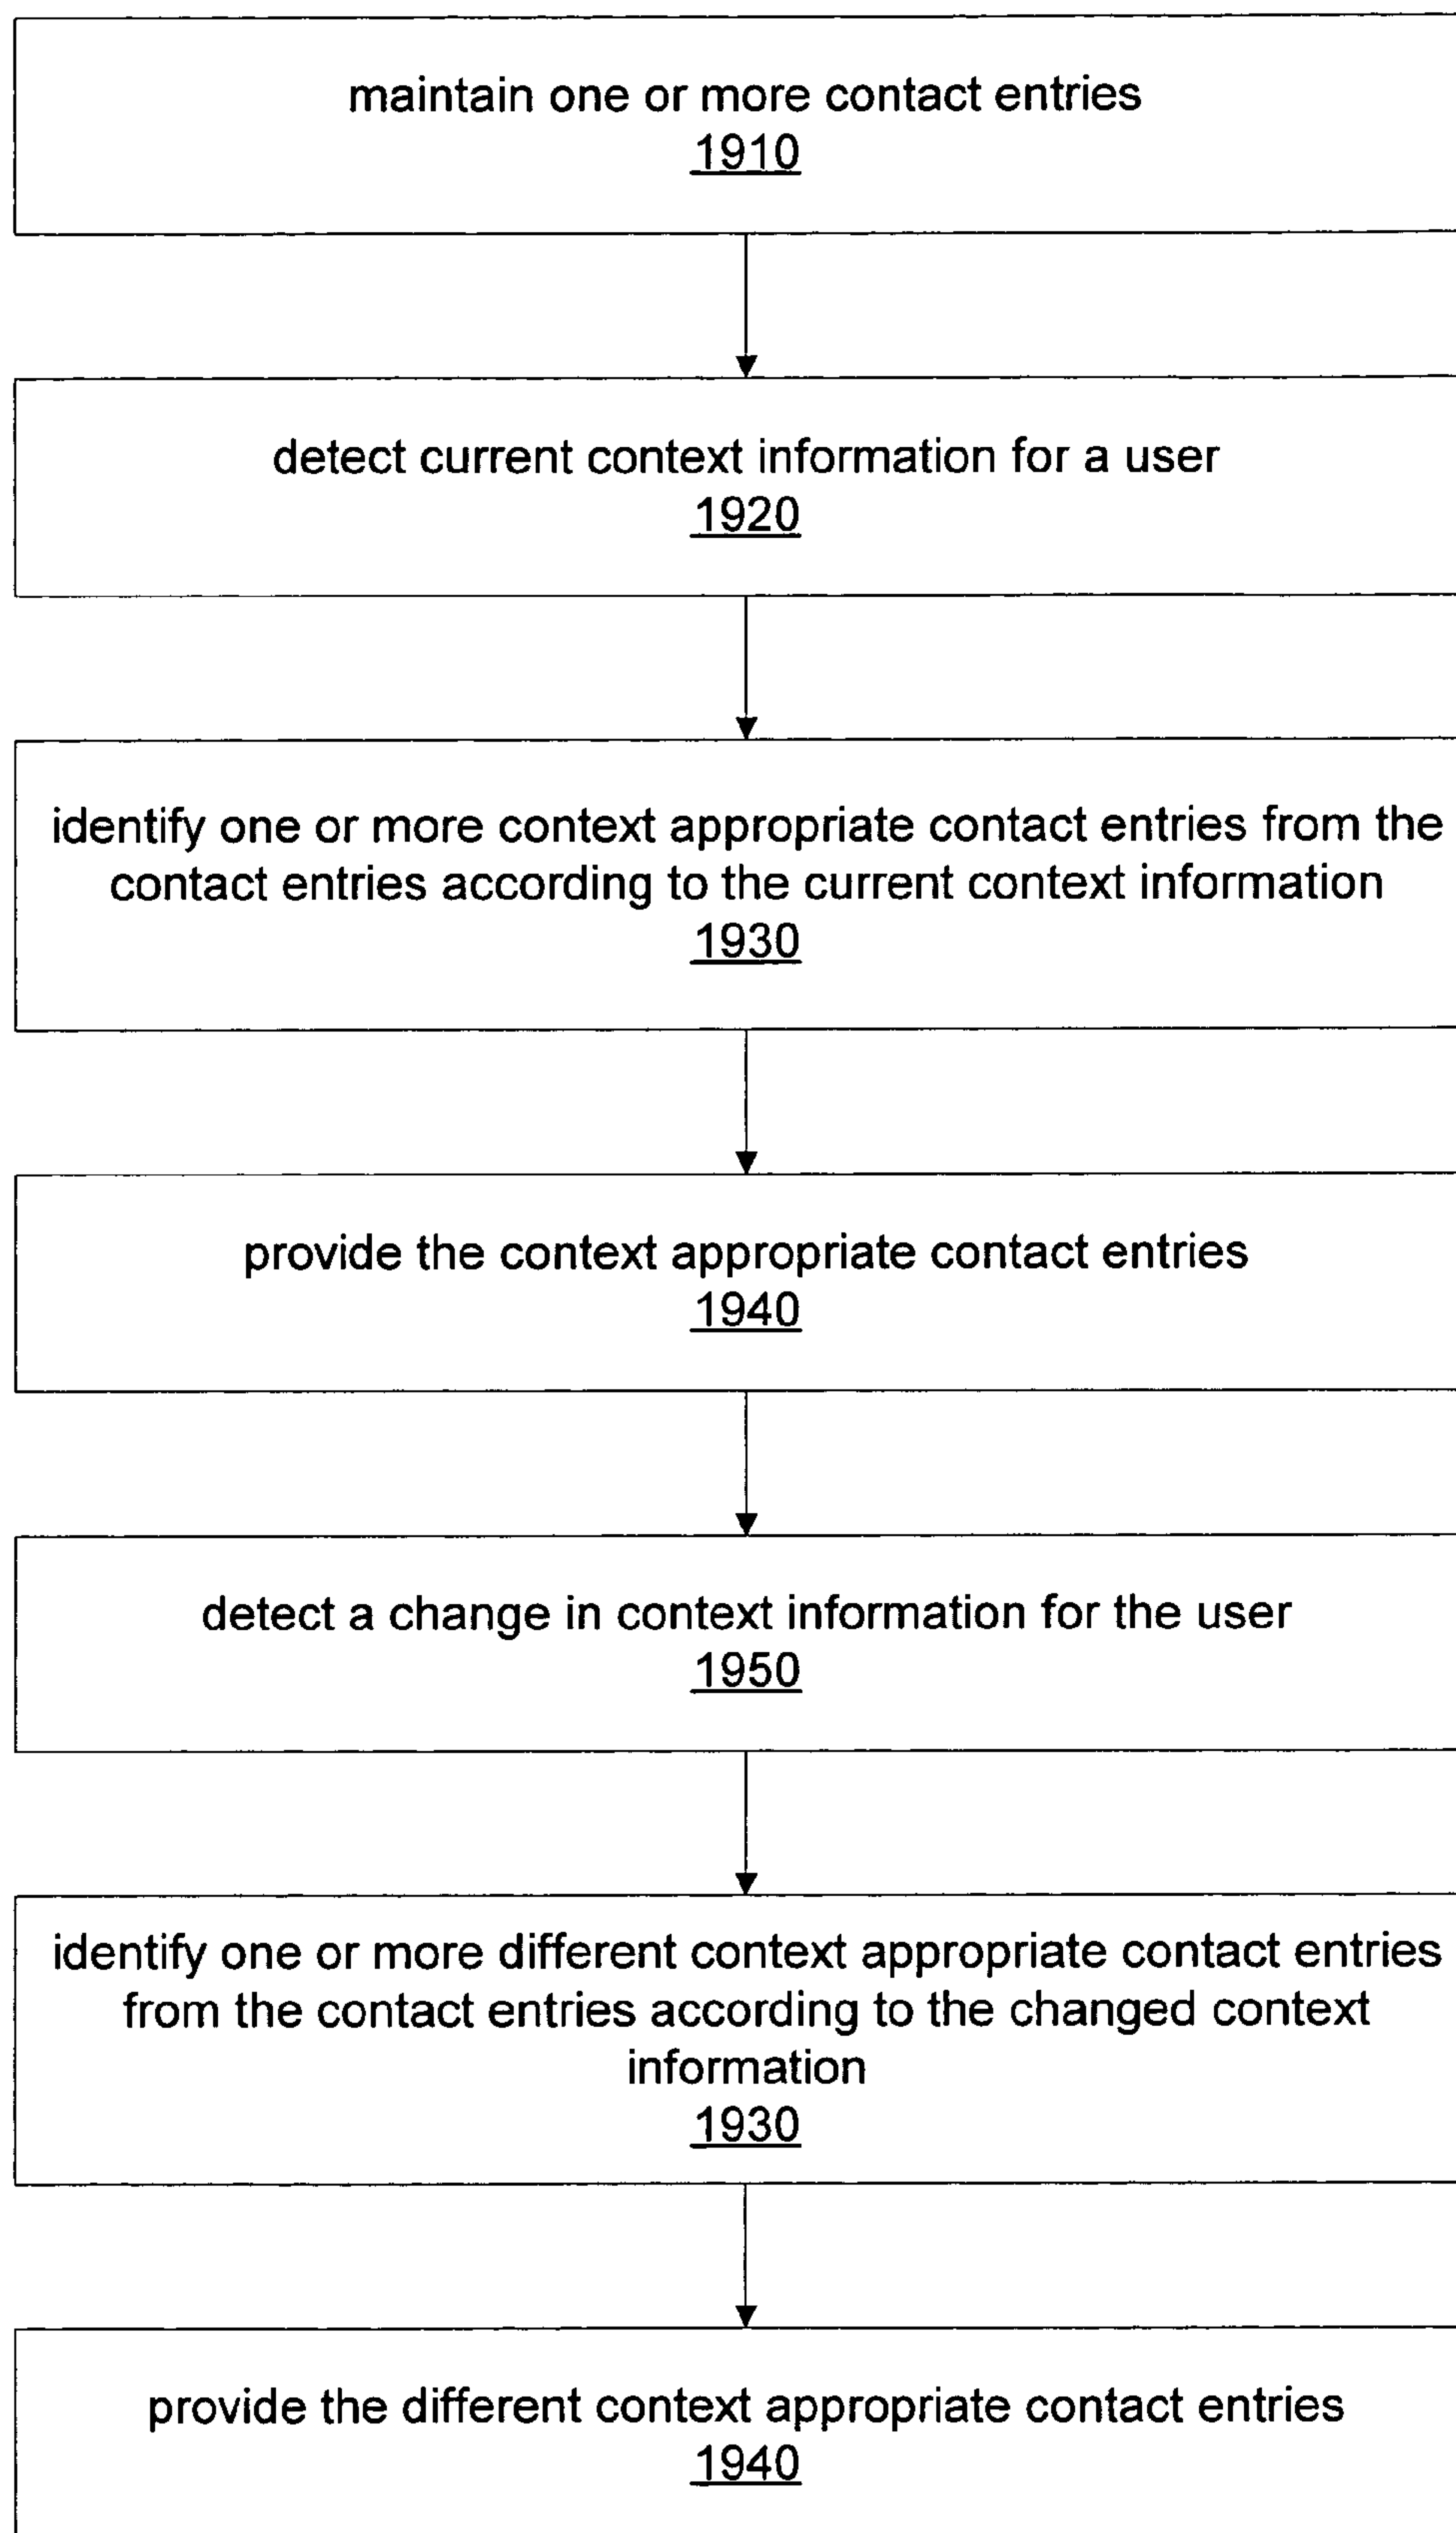 maintain one or more contact entries
1910
detect current context information for a user
1920
identify one or more context appropriate contact entries from the
contact entries according to the current context information
1930
provide the context appropriate contact entries
1940
detect a change in context information for the user
1950
identify one or more different context appropriate contact entries
from the contact entries according to the changed context
information
1930
provide the different context appropriate contact entries
1940